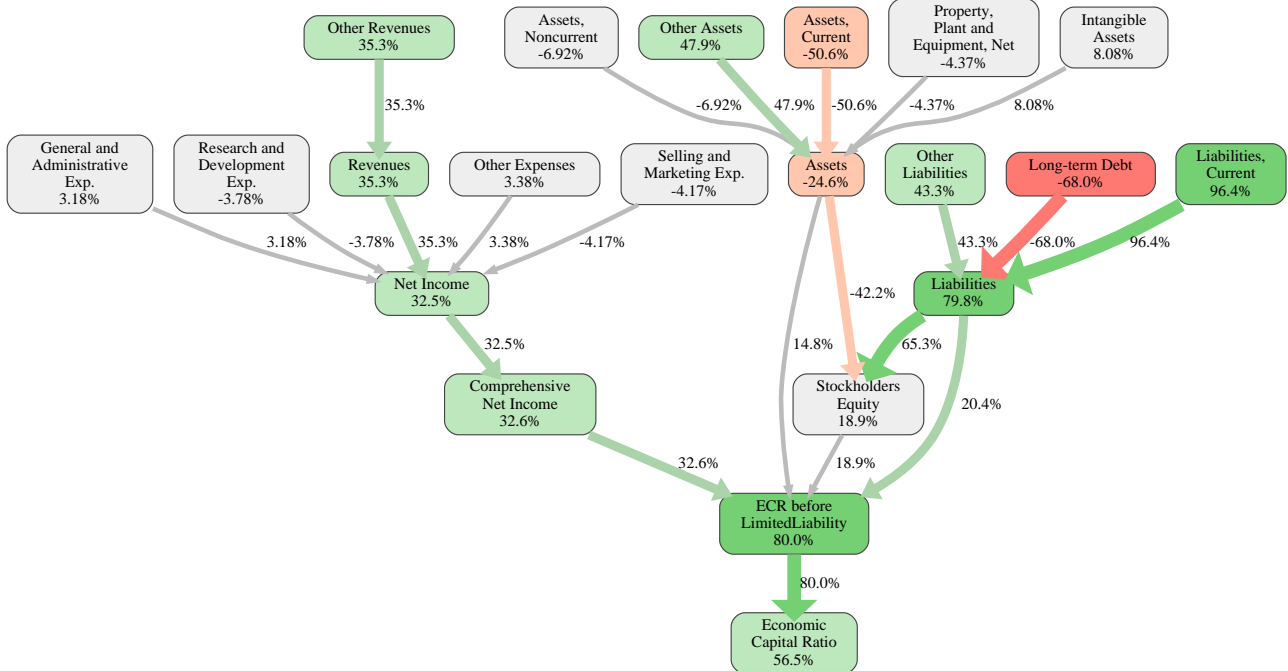 Other Revenues
35.3%
Assets,
Noncurrent
-6.92%
Other Assets
47.9%
Assets,
Current
-50.6%
Property,
Plant and
Equipment, Net
-4.37%
Intangible
Assets
8.08%
35.3%
-6.92%
47.9%
-50.6%
-4.37%
8.08%
General and
Administrative
Exp.
3.18%
Research and
Development
Exp.
-3.78%
Revenues
35.3%
Other Expenses
3.38%
Selling and
Marketing Exp.
-4.17%
Assets
-24.6%
Other
Liabilities
43.3%
Long-term Debt
-68.0%
Liabilities,
Current
96.4%
3.18%
-3.78%
35.3%
3.38%
-4.17%
43.3%
-68.0%
96.4%
Net Income
32.5%
Liabilities
79.8%
-42.2%
32.5%
14.8%
65.3%
Comprehensive
Net Income
32.6%
Stockholders
Equity
18.9%
20.4%
32.6%
18.9%
ECR before
LimitedLiability
80.0%
80.0%
Economic
Capital Ratio
56.5%